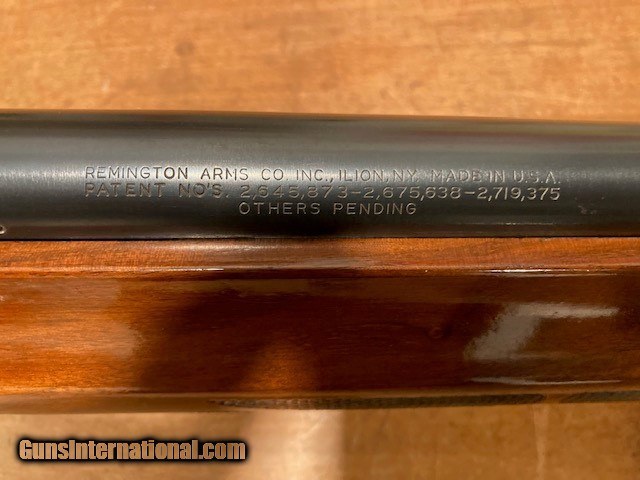 REMINGTON ARMS CO INC., ILION, N.Y. MADE IN U.S.A.
PATENT NO'S. 2,645,873-2,675,638-2,719,375
OTHERS PENDING
GunsInternational.com